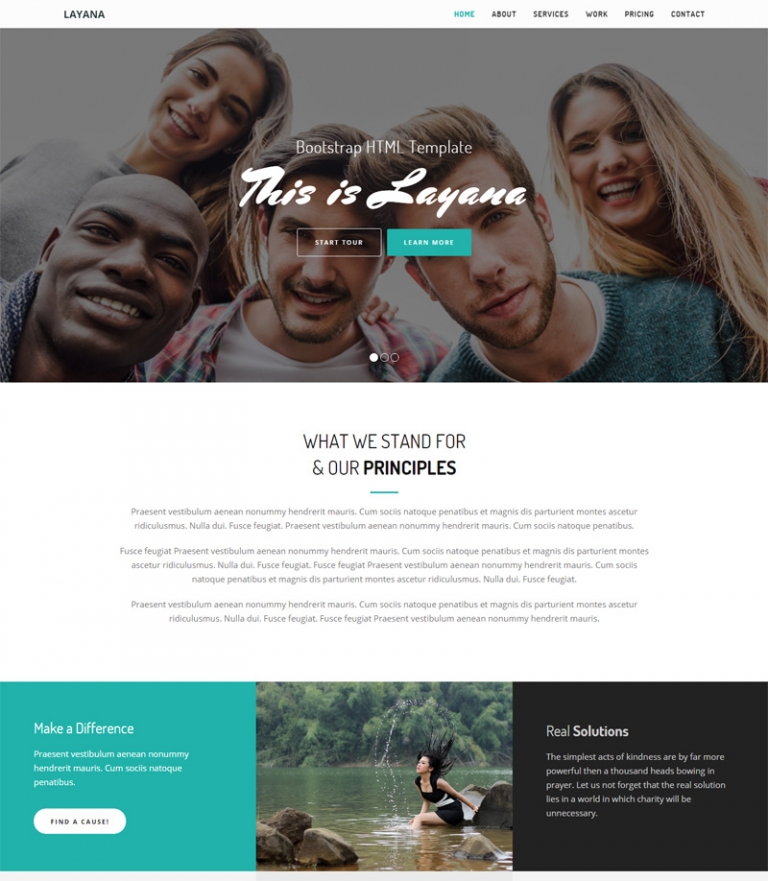 LAYANA
HOME ABOUT SERVICES WORK PRICING CONTACT
Bootstrap HTML Template
This is Layana
START TOUR
LEARN MORE
WHAT WE STAND FOR
& OUR PRINCIPLES
Praesent vestibulum aenean nonummy hendrerit mauris. Cum sociis natoque penatibus et magnis dis parturient montes ascetur
ridiculusmus. Nulla dui. Fusce feugiat. Praesent vestibulum aenean nonummy hendrerit mauris. Cum sociis natoque penatibus.
Fusce feugiat Praesent vestibulum aenean nonummy hendrerit mauris. Cum sociis natoque penatibus et magnis dis parturient montes
ascetur ridiculusmus. Nulla dui. Fusce feugiat. Fusce feugiat Praesent vestibulum aenean nonummy hendrerit mauris. Cum sociis
natoque penatibus et magnis dis parturient montes ascetur ridiculusmus. Nulla dui. Fusce feugiat.
Praesent vestibulum aenean nonummy hendrerit mauris. Cum sociis natoque penatibus et magnis dis parturient montes ascetur
ridiculusmus. Nulla dui. Fusce feugiat. Fusce feugiat Praesent vestibulum aenean nonummy hendrerit mauris.
Make a Difference
Praesent vestibulum aenean nonummy
hendrerit mauris. Cum sociis natoque
penatibus.
FIND A CAUSE!
Real Solutions
The simplest acts of kindness are by far more
powerful then a thousand heads bowing in
prayer. Let us not forget that the real solution
lies in a world in which charity will be
unnecessary.